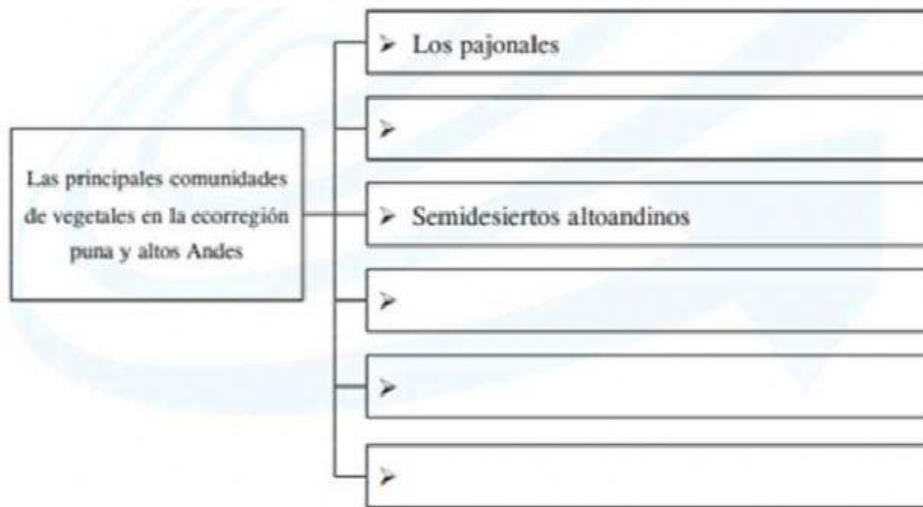 Las principales comunidades
de vegetales en la ecorregión
puna y altos Andes
➢ Los pajonales
➢
➢ Semidesiertos altoandinos
➢
➢
➢